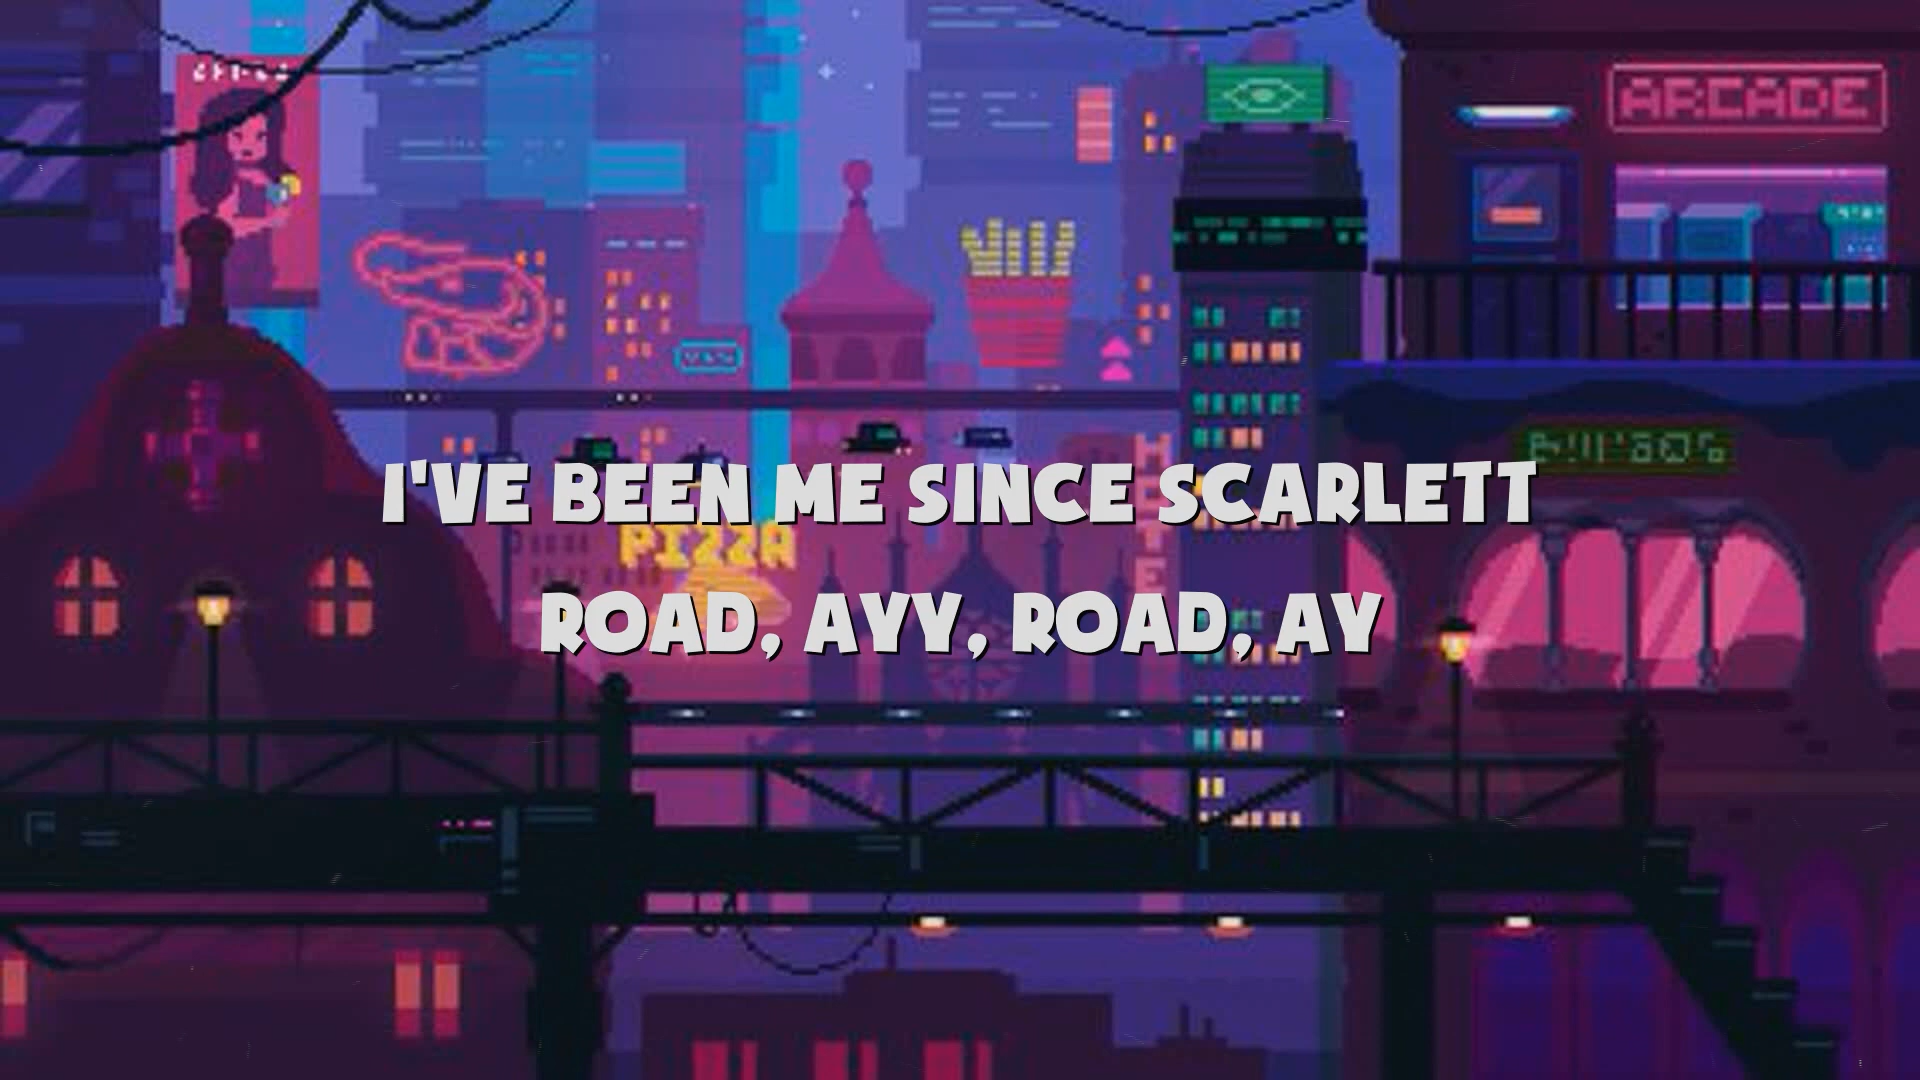 ARCADE
I'VE BEEN ME SINCE SCARLETT
PIZZA
ROAD, AYY, ROAD, AY